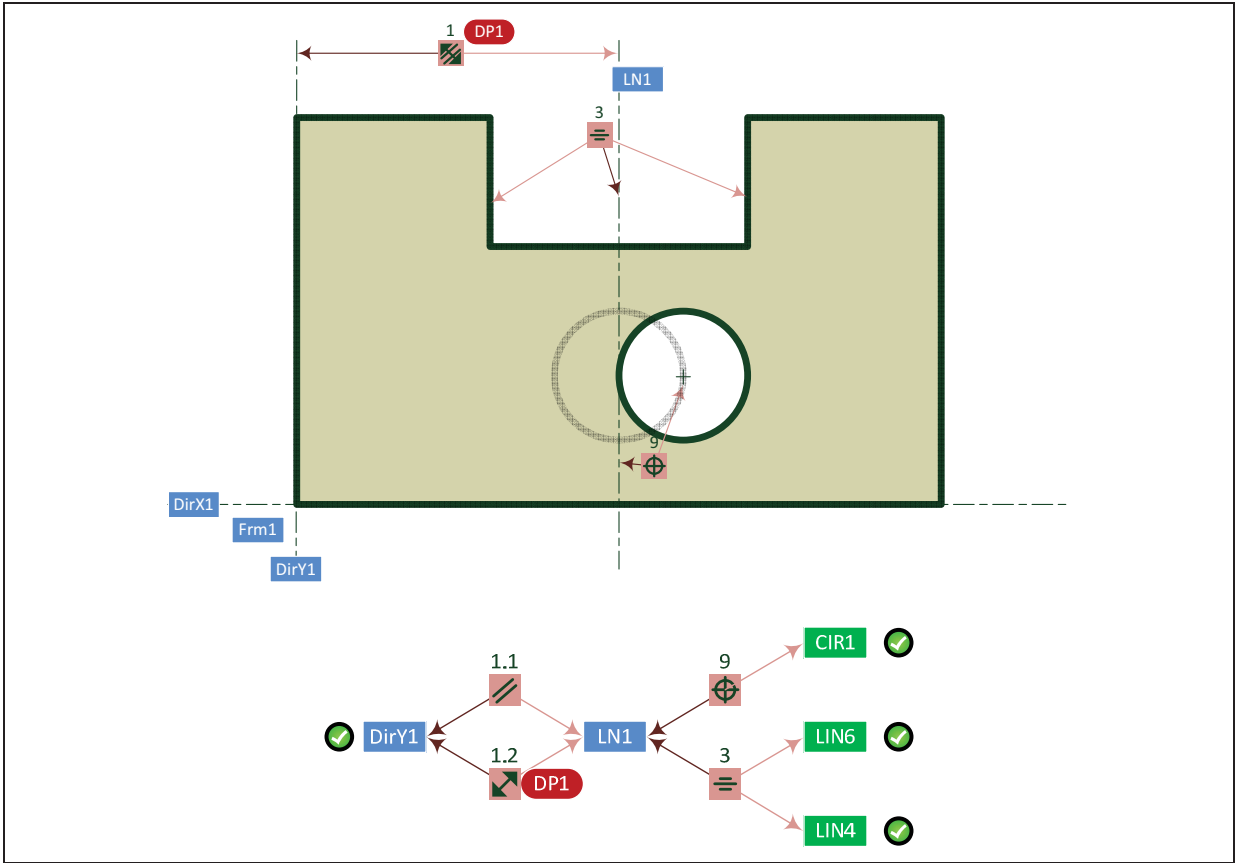 1 DP1
LN1
3
9
DirX1
Frm1
DirY1
CIR1
1.1 9
DirY1 LN1 LIN6
1.2 3
DP1
LIN4